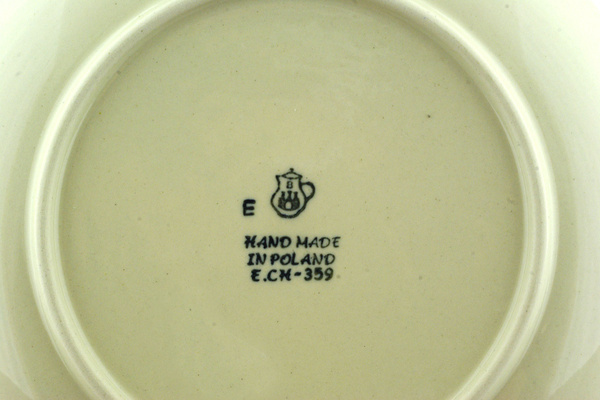 B
E
HAND MADE
IN POLAND
E.CH-359